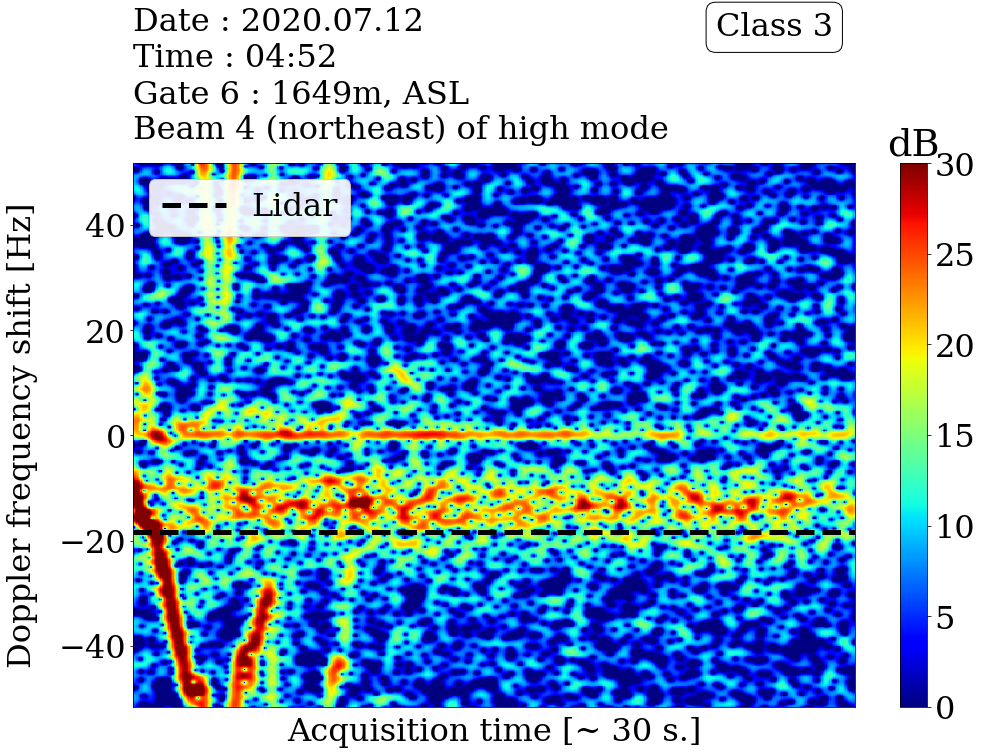 Date : 2020.07.12
Time : 04:52
Gate 6 : 1649m, ASL
Beam 4 (northeast) of high mode
Class 3
dB
Lidar
Doppler frequency shift [Hz]
40
20
0
−20
−40
30
25
20
15
10
5
0
Acquisition time [~ 30 s.]